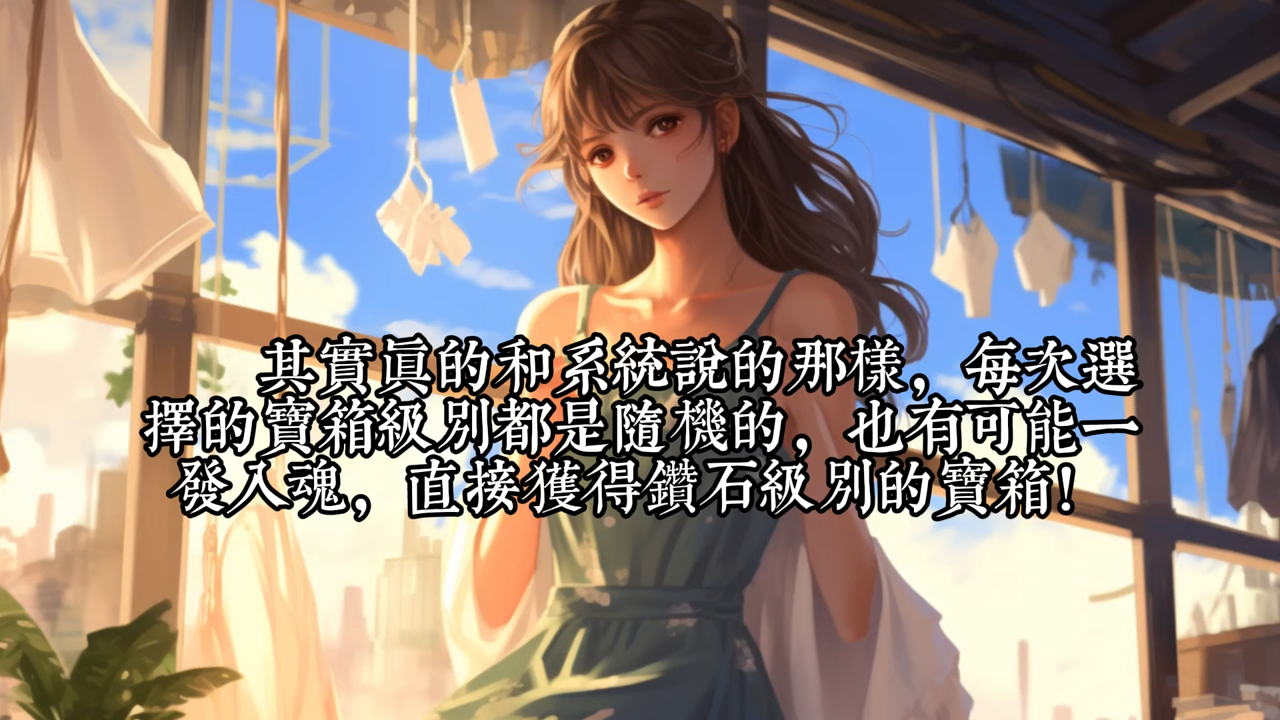 其實真的和系統說的那樣，每次選
擇的寶箱級別都是隨機的，也有可能一
發入魂，直接獲得鑽石級別的寶箱！